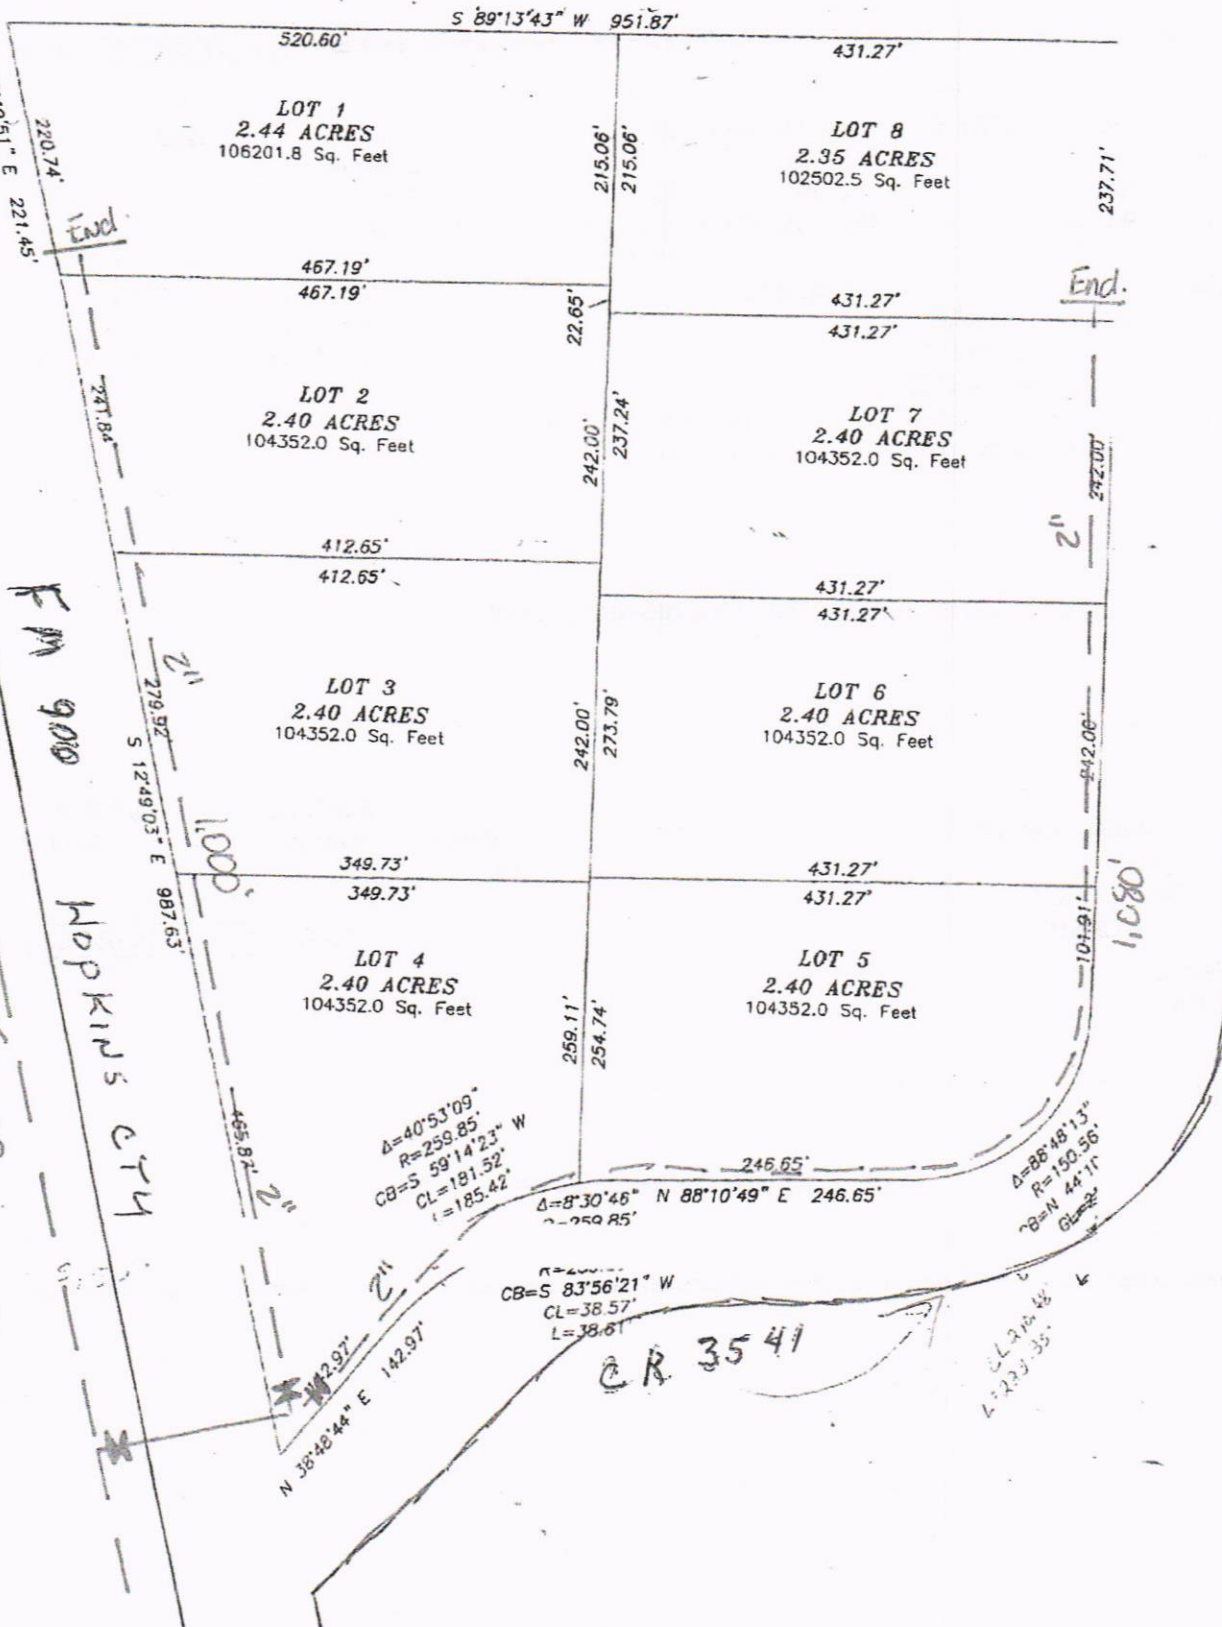 S 89°13'43" W 951.87'
520.60'
431.27'
LOT 1
2.44 ACRES
106201.8 Sq. Feet
LOT 8
2.35 ACRES
102502.5 Sq. Feet
220.74'
E 221.45'
215.06'
215.06'
237.71'
End.
End.
467.19'
467.19'
22.65'
431.27'
431.27'
LOT 2
2.40 ACRES
104352.0 Sq. Feet
LOT 7
2.40 ACRES
104352.0 Sq. Feet
247.84'
242.00'
237.24'
242.00'
2"
412.65'
412.65'
431.27'
431.27'
FM 900
HOPKINS CTY
2"
279.92'
S 12°49'03" E 987.63'
1,000'
LOT 3
2.40 ACRES
104352.0 Sq. Feet
LOT 6
2.40 ACRES
104352.0 Sq. Feet
242.00'
273.79'
242.00'
349.73'
349.73'
431.27'
431.27'
1,080'
101.91'
LOT 4
2.40 ACRES
104352.0 Sq. Feet
LOT 5
2.40 ACRES
104352.0 Sq. Feet
259.11'
254.74'
465.82'
2"
Δ=40°53'09"
R=259.85'
CB=S 59°14'23" W
CL=181.52'
L=185.42'
246.65'
Δ=8°30'46" N 88°10'49" E 246.65'
=259.85'
CB=S 83°56'21" W
CL=38.57'
L=38.61'
Δ=88°48'13"
R=150.56'
CB=N 44°11'
2"
142.97'
N 38°48'44" E 142.97'
C R 3541